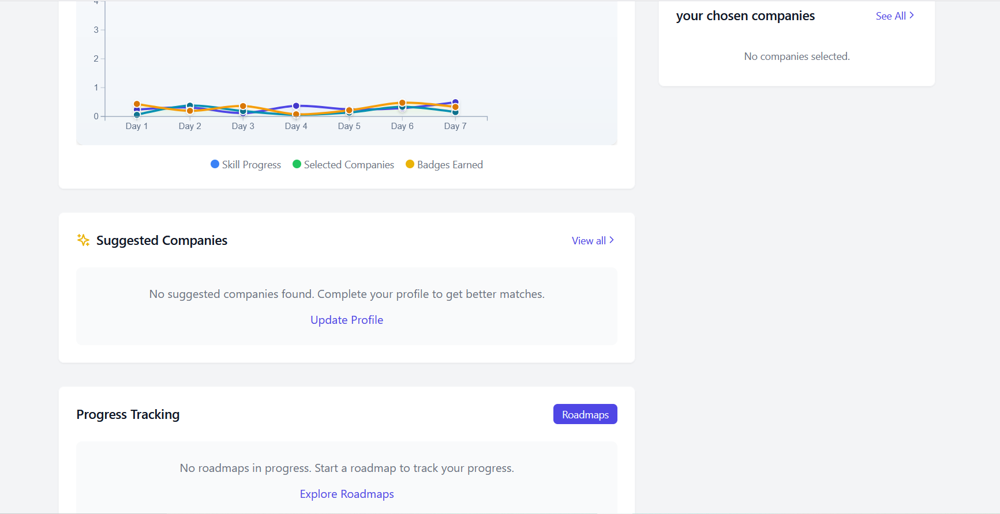 4
3
2
1
0
Day 1 Day 2 Day 3 Day 4 Day 5 Day 6 Day 7
Skill Progress Selected Companies Badges Earned
your chosen companies See All
No companies selected.
Suggested Companies View all
No suggested companies found. Complete your profile to get better matches.
Update Profile
Progress Tracking Roadmaps
No roadmaps in progress. Start a roadmap to track your progress.
Explore Roadmaps